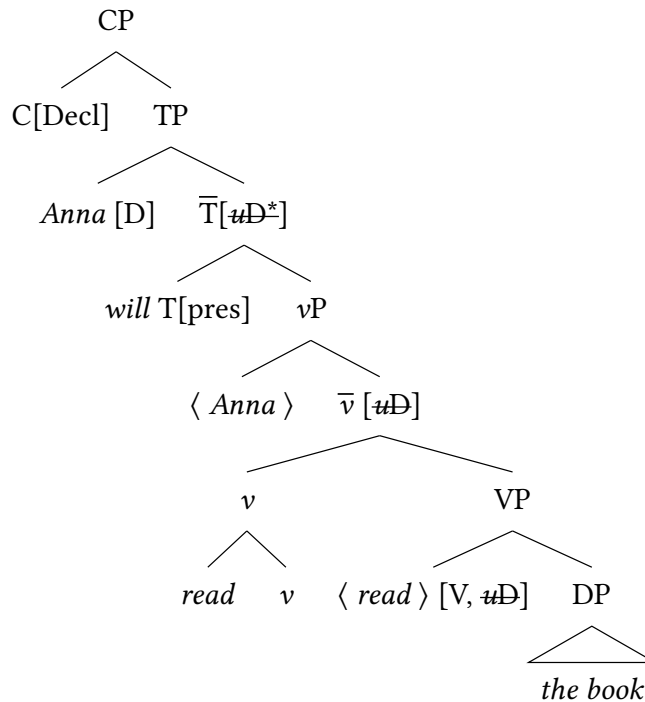 CP
C[Decl] TP
Anna [D] T̅[uD*]
will T[pres] vP
⟨ Anna ⟩ v̅ [uD]
v VP
read v ⟨ read ⟩ [V, uD] DP
the book